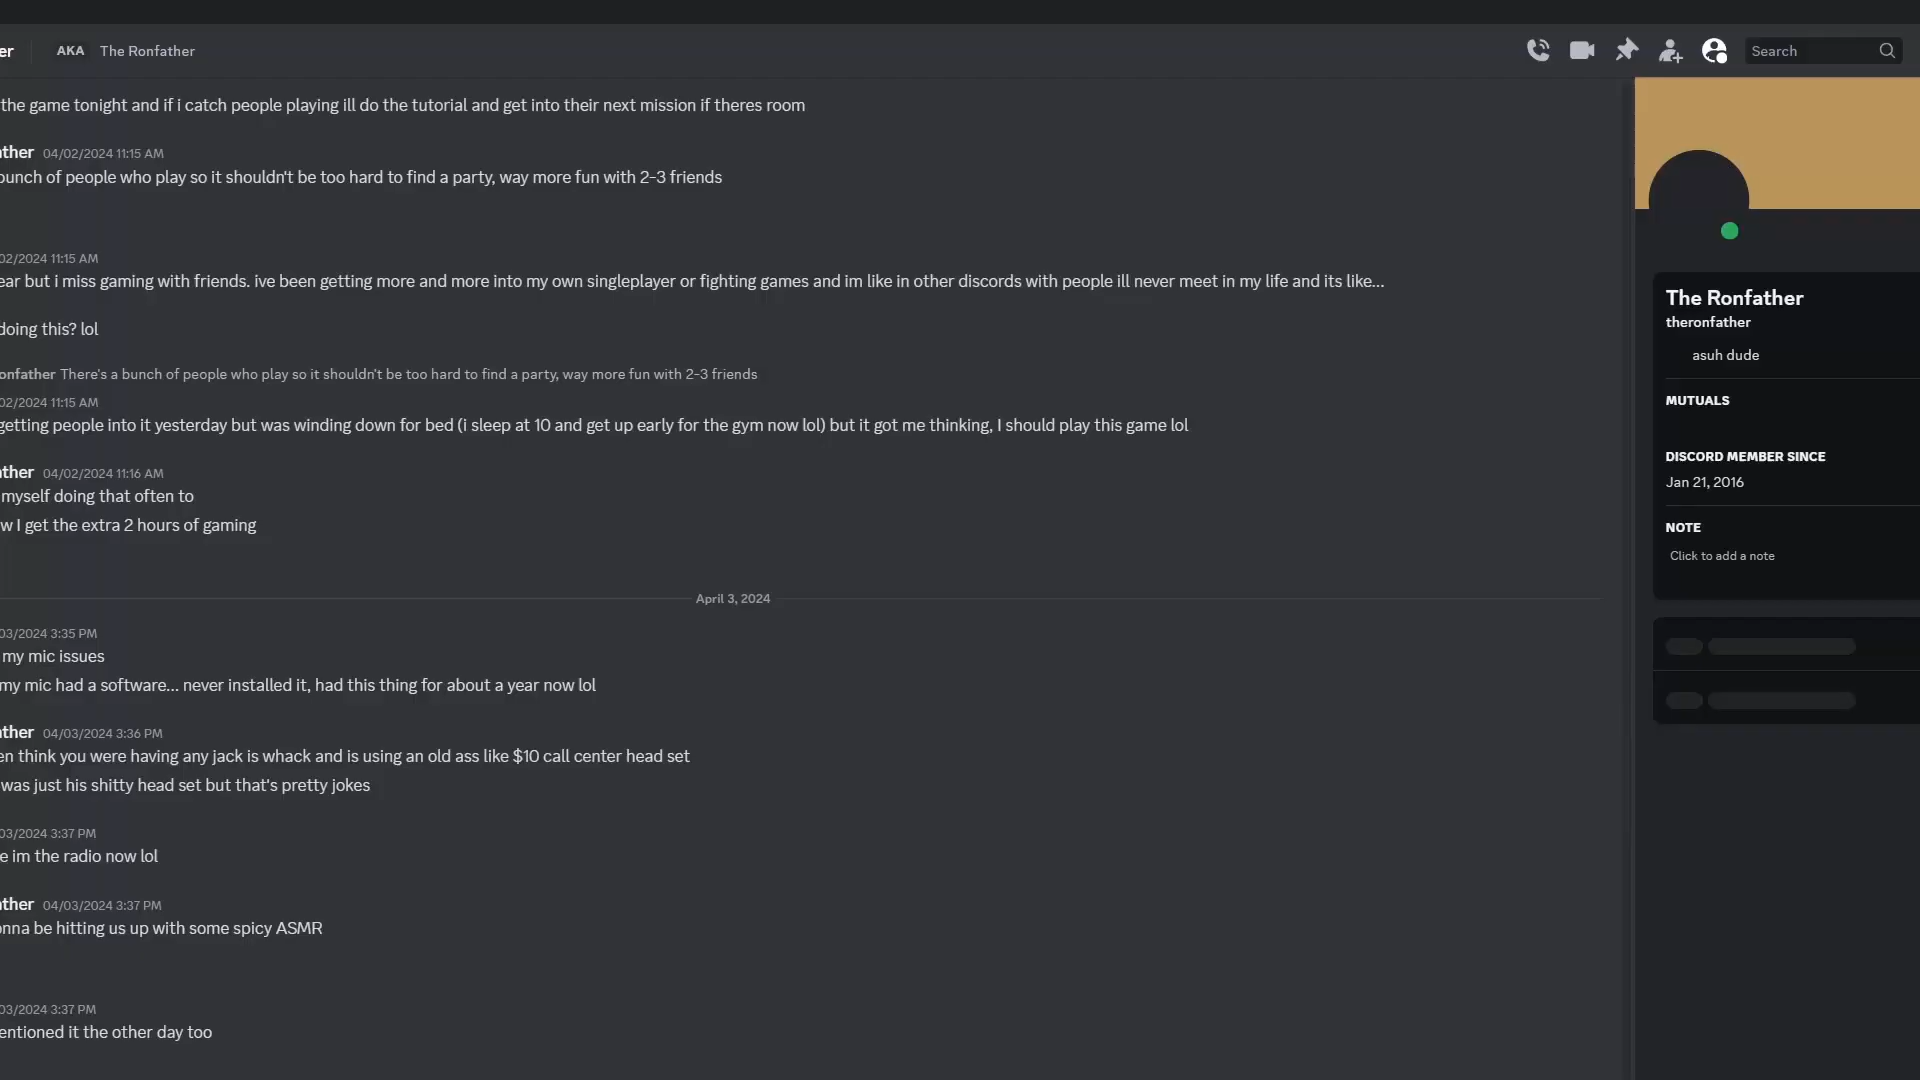 er AKA The Ronfather Search
the game tonight and if i catch people playing ill do the tutorial and get into their next mission if theres room
ather 04/02/2024 11:15 AM
bunch of people who play so it shouldn't be too hard to find a party, way more fun with 2-3 friends
02/2024 11:15 AM
ear but i miss gaming with friends. ive been getting more and more into my own singleplayer or fighting games and im like in other discords with people ill never meet in my life and its like...
doing this? lol
onfather There's a bunch of people who play so it shouldn't be too hard to find a party, way more fun with 2-3 friends
02/2024 11:15 AM
getting people into it yesterday but was winding down for bed (i sleep at 10 and get up early for the gym now lol) but it got me thinking, I should play this game lol
ather 04/02/2024 11:16 AM
myself doing that often to
w I get the extra 2 hours of gaming
April 3, 2024
03/2024 3:35 PM
my mic issues
my mic had a software... never installed it, had this thing for about a year now lol
ather 04/03/2024 3:36 PM
en think you were having any jack is whack and is using an old ass like $10 call center head set
was just his shitty head set but that's pretty jokes
03/2024 3:37 PM
e im the radio now lol
ather 04/03/2024 3:37 PM
onna be hitting us up with some spicy ASMR
03/2024 3:37 PM
entioned it the other day too
The Ronfather
theronfather
asuh dude
MUTUALS
DISCORD MEMBER SINCE
Jan 21, 2016
NOTE
Click to add a note